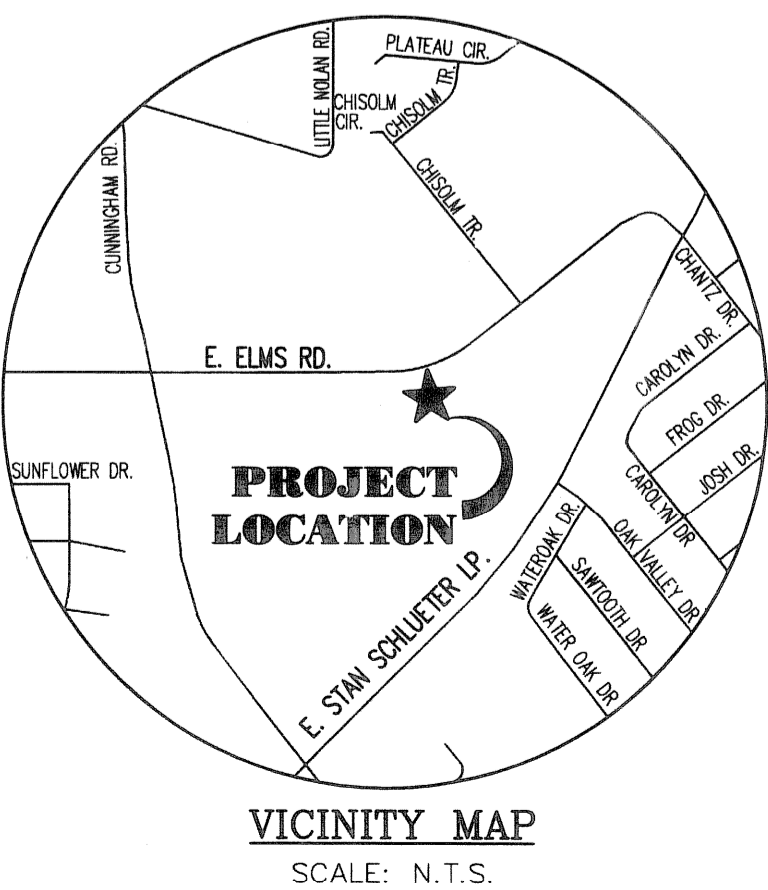 PLATEAU CIR.
LITTLE NOLAN RD.
CHISOLM
CIR.
CHISOLM TR.
CHISOLM TR.
CUNNINGHAM RD.
CHANTZ DR.
E. ELMS RD.
CAROLYN DR.
FROG DR.
JOSH DR.
SUNFLOWER DR.
PROJECT
LOCATION
CAROLYN DR
OAK VALLEY DR
WATEROAK DR.
SAWTOOTH DR
WATER OAK DR
E. STAN SCHLUETER LP.
VICINITY MAP
SCALE: N.T.S.